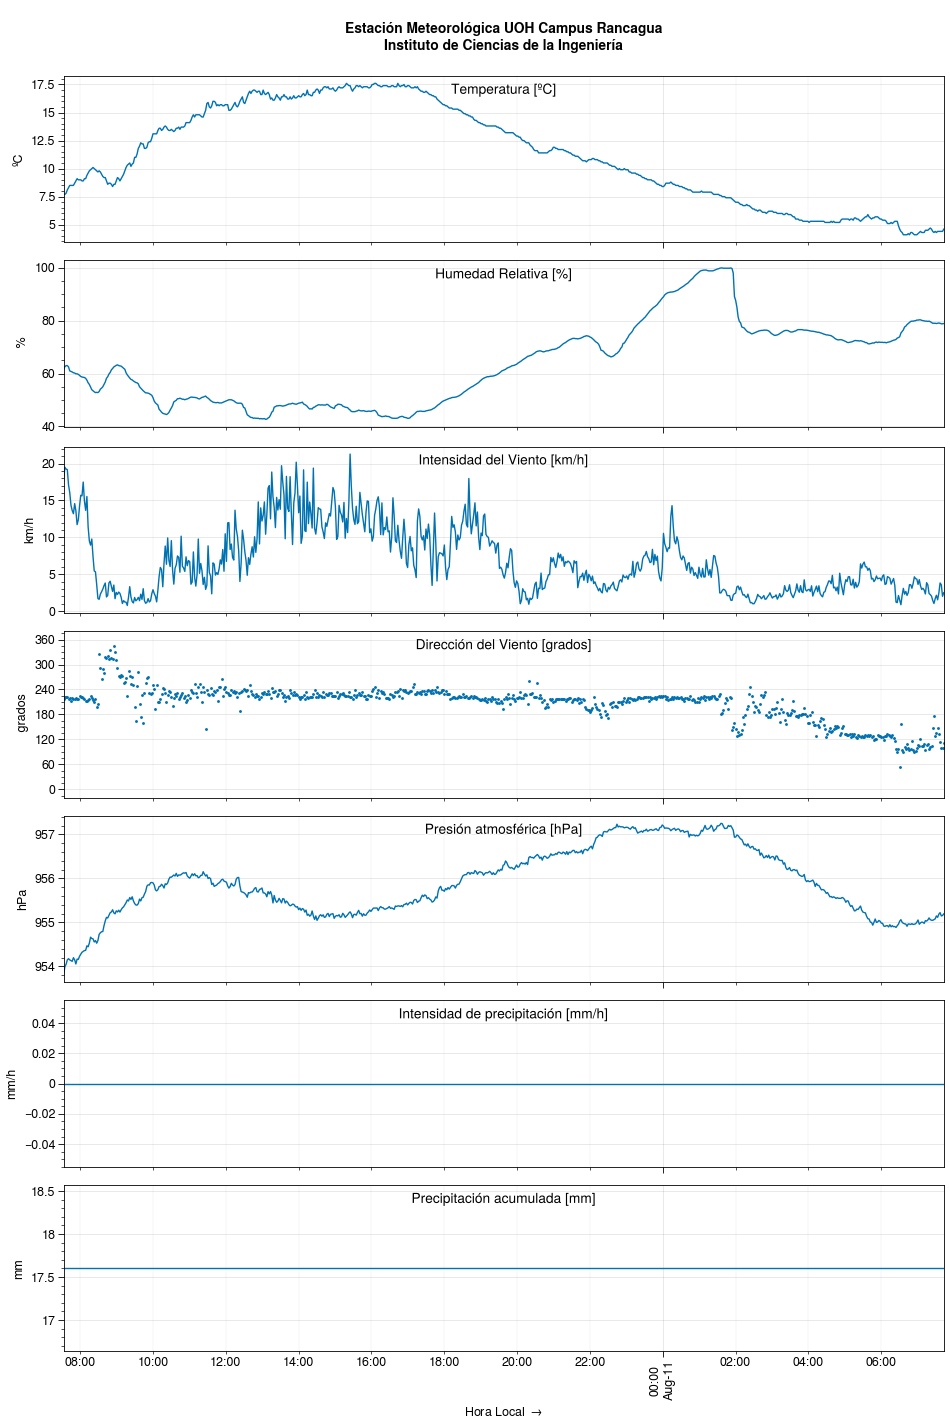 Estación Meteorológica UOH Campus Rancagua
Instituto de Ciencias de la Ingeniería
Temperatura [ºC]
17.5
15
12.5
10
7.5
5
ºC
Humedad Relativa [%]
100
80
60
40
%
Intensidad del Viento [km/h]
20
15
10
5
0
km/h
Dirección del Viento [grados]
360
300
240
180
120
60
0
grados
Presión atmosférica [hPa]
957
956
955
954
hPa
Intensidad de precipitación [mm/h]
0.04
0.02
0
−0.02
−0.04
mm/h
Precipitación acumulada [mm]
18.5
18
17.5
17
mm
08:00 10:00 12:00 14:00 16:00 18:00 20:00 22:00 00:00 02:00 04:00 06:00
Aug-11
Hora Local →